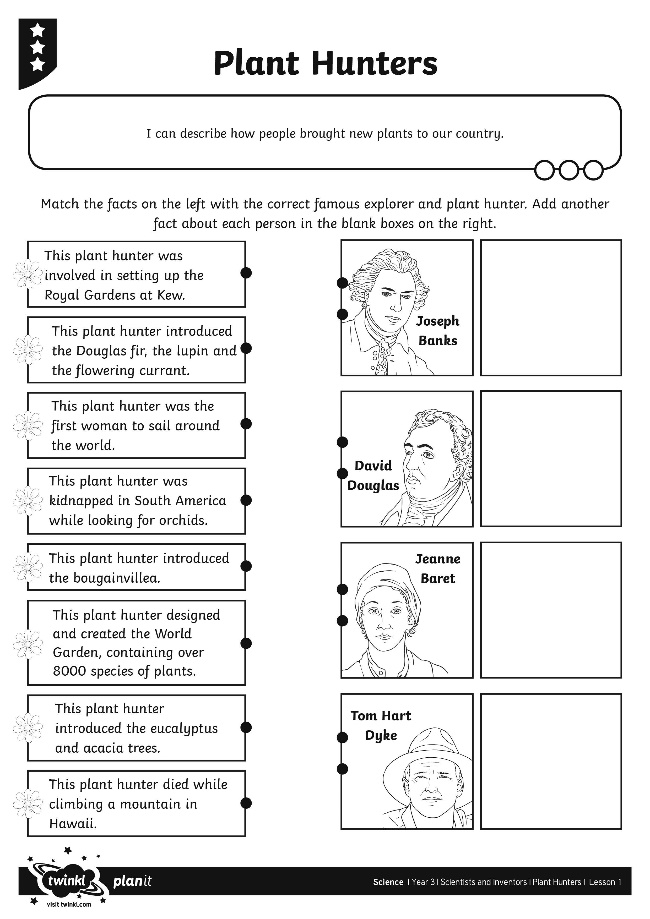 Plant Hunters
I can describe how people brought new plants to our country.
Match the facts on the left with the correct famous explorer and plant hunter. Add another
fact about each person in the blank boxes on the right.
This plant hunter was
involved in setting up the
Royal Gardens at Kew.
This plant hunter introduced
the Douglas fir, the lupin and
the flowering currant.
This plant hunter was the
first woman to sail around
the world.
This plant hunter was
kidnapped in South America
while looking for orchids.
This plant hunter introduced
the bougainvillea.
This plant hunter designed
and created the World
Garden, containing over
8000 species of plants.
This plant hunter
introduced the eucalyptus
and acacia trees.
This plant hunter died while
climbing a mountain in
Hawaii.
Joseph
Banks
David
Douglas
Jeanne
Baret
Tom Hart
Dyke
twinkl
planit
visit twinkl.com
Science | Year 3 | Scientists and Inventors | Plant Hunters | Lesson 1